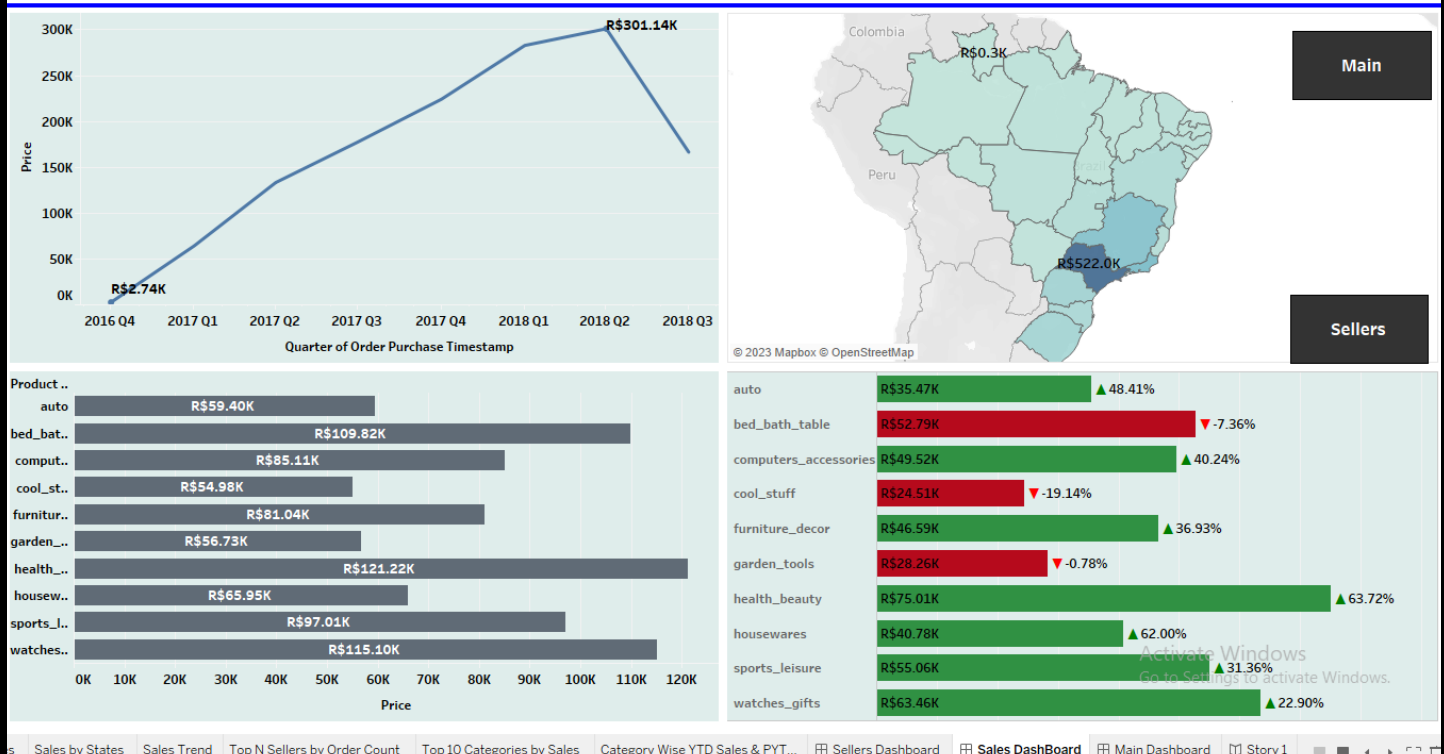 300K
250K
200K
150K
100K
50K
0K
Price
R$301.14K
R$2.74K
2016 Q4 2017 Q1 2017 Q2 2017 Q3 2017 Q4 2018 Q1 2018 Q2 2018 Q3
Quarter of Order Purchase Timestamp
Colombia
R$0.3K
Brazil
Peru
R$522.0K
© 2023 Mapbox © OpenStreetMap
Main
Sellers
Product ..
auto R$59.40K
bed_bat.. R$109.82K
comput.. R$85.11K
cool_st.. R$54.98K
furnitur.. R$81.04K
garden_.. R$56.73K
health_.. R$121.22K
housew.. R$65.95K
sports_l.. R$97.01K
watches.. R$115.10K
0K 10K 20K 30K 40K 50K 60K 70K 80K 90K 100K 110K 120K
Price
auto R$35.47K ▲ 48.41%
bed_bath_table R$52.79K ▼ -7.36%
computers_accessories R$49.52K ▲ 40.24%
cool_stuff R$24.51K ▼ -19.14%
furniture_decor R$46.59K ▲ 36.93%
garden_tools R$28.26K ▼ -0.78%
health_beauty R$75.01K ▲ 63.72%
housewares R$40.78K ▲ 62.00%
sports_leisure R$55.06K ▲ 31.36%
watches_gifts R$63.46K ▲ 22.90%
Activate Windows
Go to Settings to activate Windows.
Sales by States Sales Trend Top N Sellers by Order Count Top 10 Categories by Sales Category Wise YTD Sales & PYT... Sellers Dashboard Sales DashBoard Main Dashboard Story 1